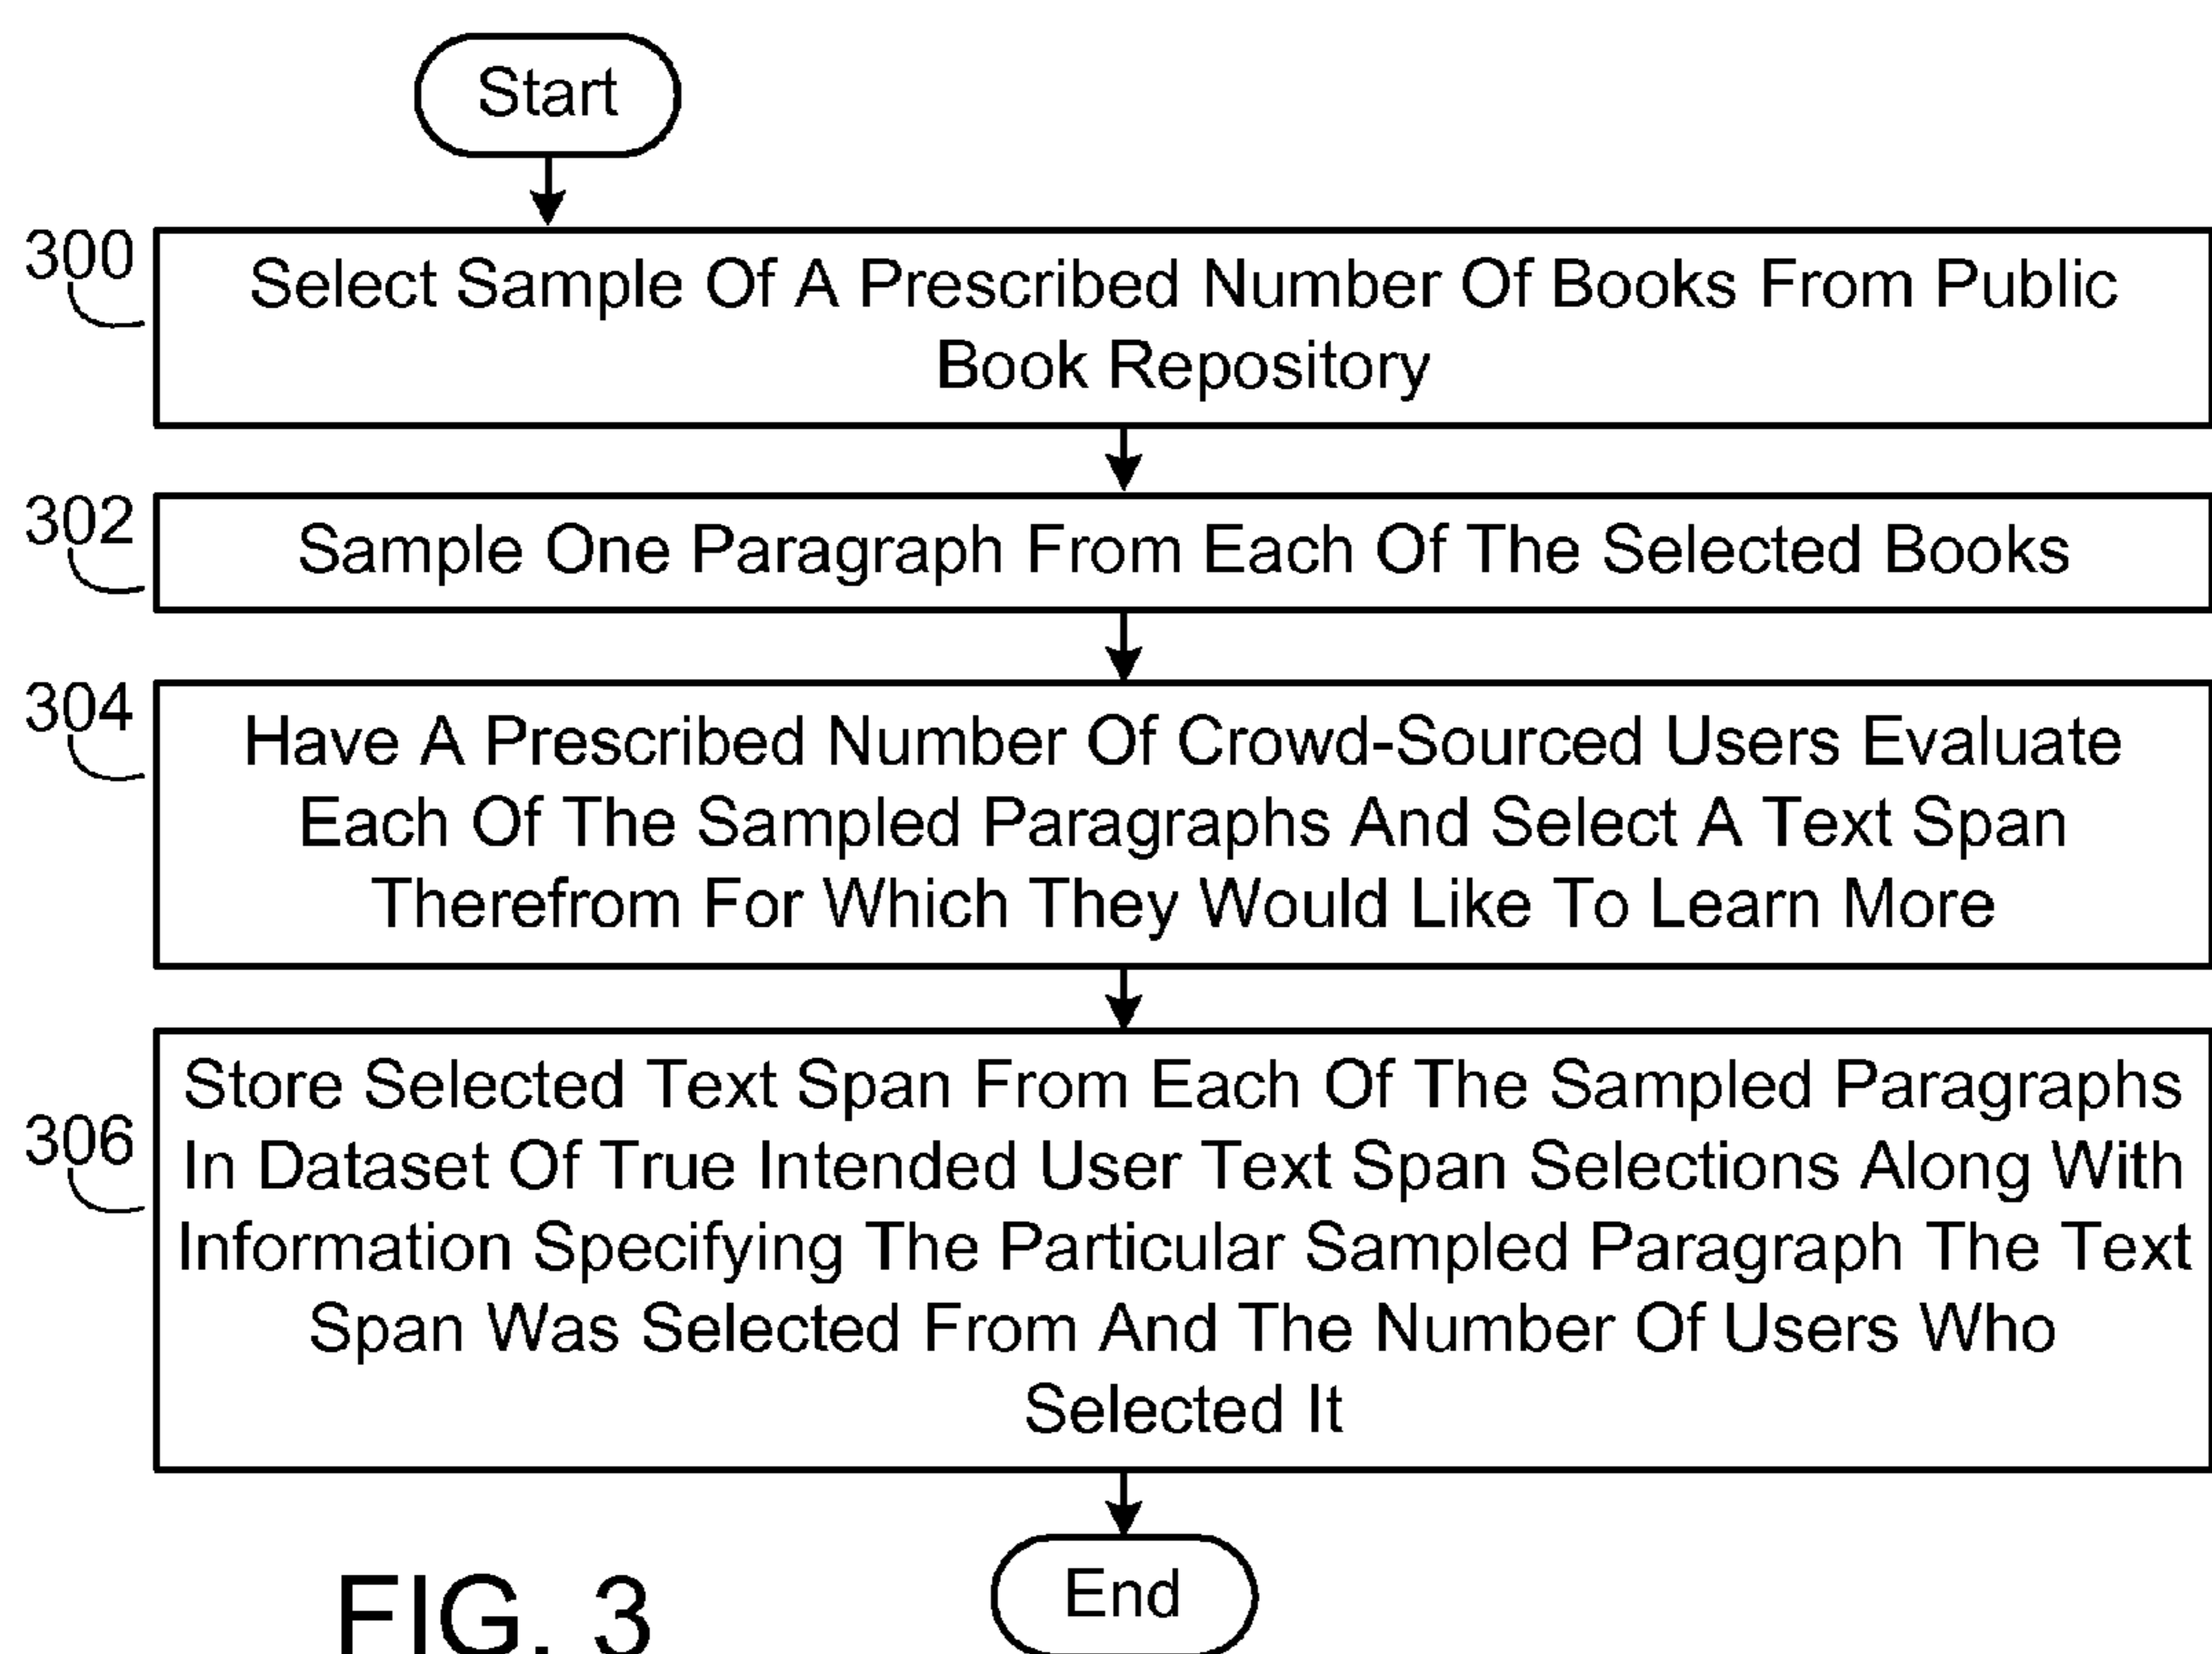 Start
300
Select Sample Of A Prescribed Number Of Books From Public
Book Repository
302
Sample One Paragraph From Each Of The Selected Books
304
Have A Prescribed Number Of Crowd-Sourced Users Evaluate
Each Of The Sampled Paragraphs And Select A Text Span
Therefrom For Which They Would Like To Learn More
306
Store Selected Text Span From Each Of The Sampled Paragraphs
In Dataset Of True Intended User Text Span Selections Along With
Information Specifying The Particular Sampled Paragraph The Text
Span Was Selected From And The Number Of Users Who
Selected It
End
FIG. 3